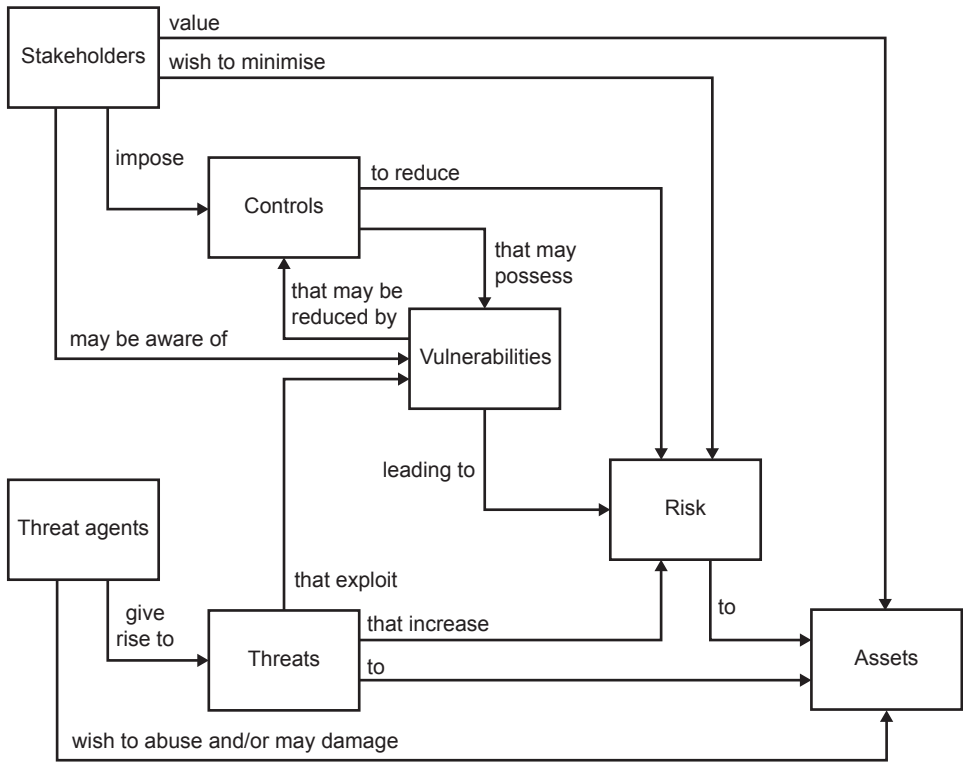 value
Stakeholders
wish to minimise
impose
to reduce
Controls
that may
possess
that may be
reduced by
may be aware of
Vulnerabilities
leading to
Risk
Threat agents
that exploit
give
rise to
that increase
to
Threats
to
Assets
wish to abuse and/or may damage